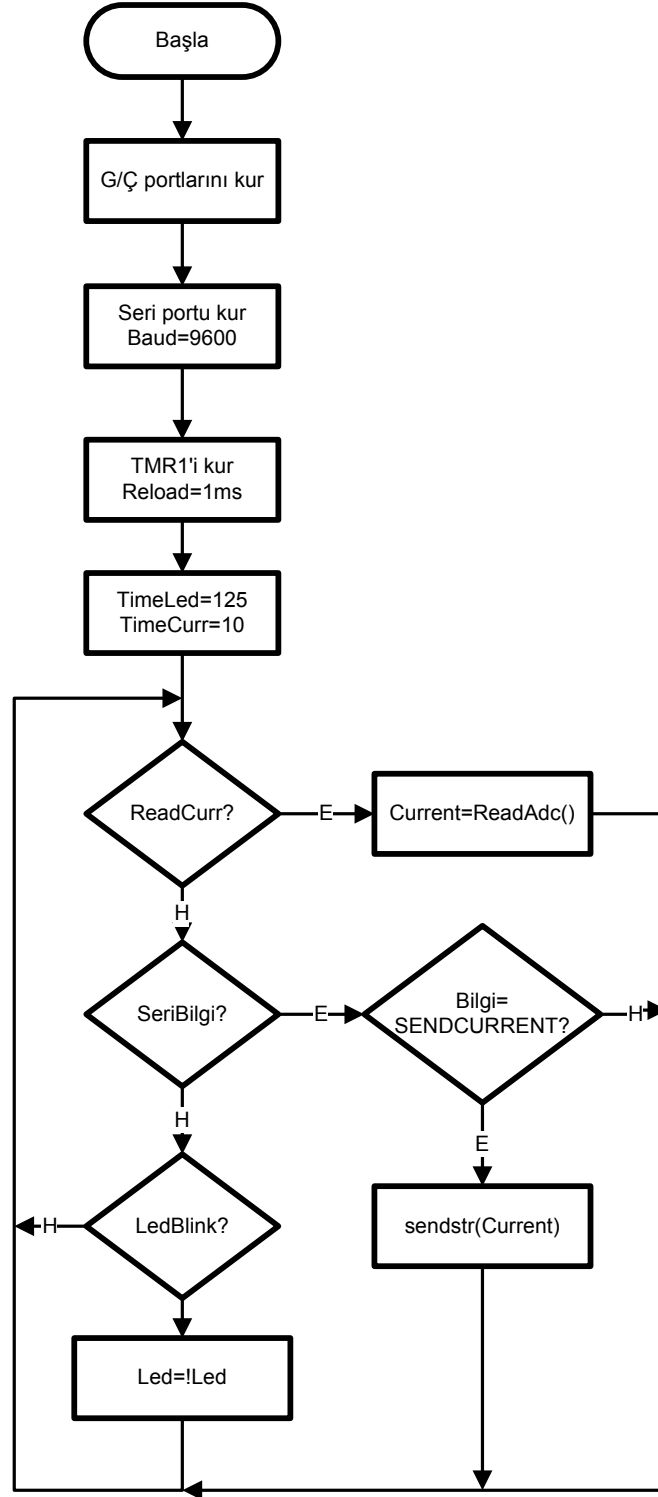 Başla
G/Ç portlarını kur
Seri portu kur
Baud=9600
TMR1'i kur
Reload=1ms
TimeLed=125
TimeCurr=10
ReadCurr?
E
Current=ReadAdc()
H
SeriBilgi?
E
Bilgi=
SENDCURRENT?
H
H
E
LedBlink?
H
sendstr(Current)
Led=!Led